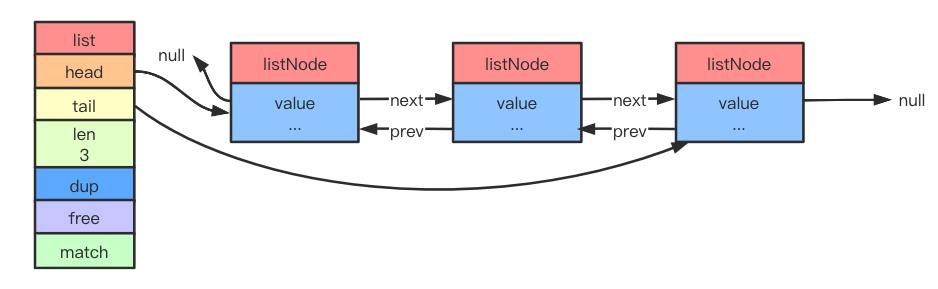 list
head
tail
len
3
dup
free
match
null
listNode
value
...
next
prev
listNode
value
...
next
prev
listNode
value
...
null